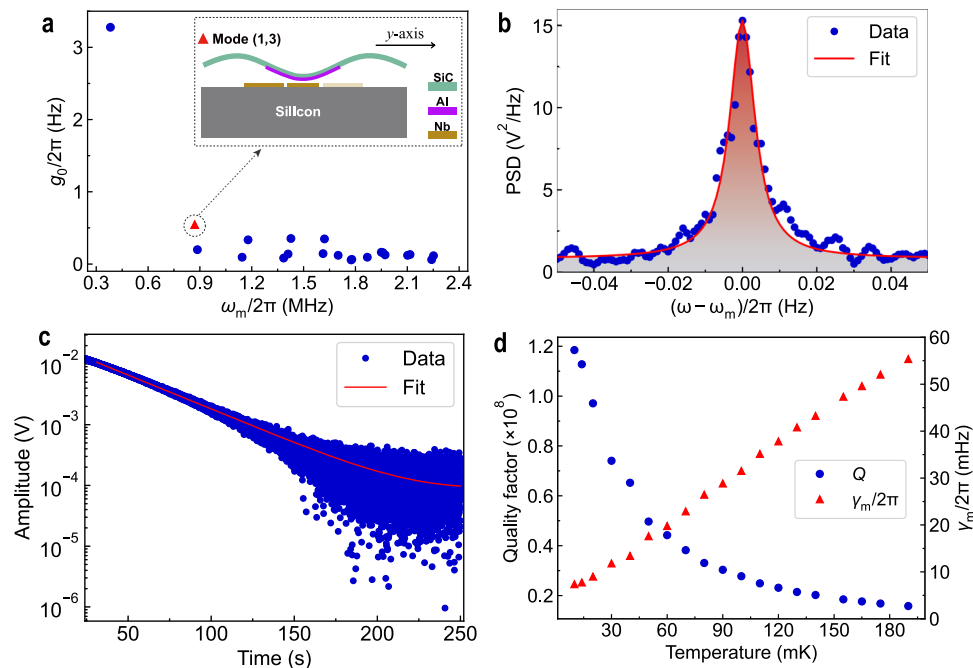 a
Mode (1,3)
y-axis
SiC
Al
Nb
SilIcon
g₀/2π (Hz)
3
2
1
0
0.3 0.6 0.9 1.2 1.5 1.8 2.1 2.4
ωₘ/2π (MHz)
b
Data
Fit
PSD (V²/Hz)
15
10
5
0
−0.04 −0.02 0.00 0.02 0.04
(ω−ωₘ)/2π (Hz)
c
Data
Fit
Amplitude (V)
10⁻²
10⁻³
10⁻⁴
10⁻⁵
10⁻⁶
50 75 100 125 150 175 200 225 250
Time (s)
d
Q
γₘ/2π
Quality factor (×10⁸)
1.2
1.0
0.8
0.6
0.4
0.2
30 60 90 120 150 180
Temperature (mK)
60
50
40
30
20
10
0
γₘ/2π (mHz)